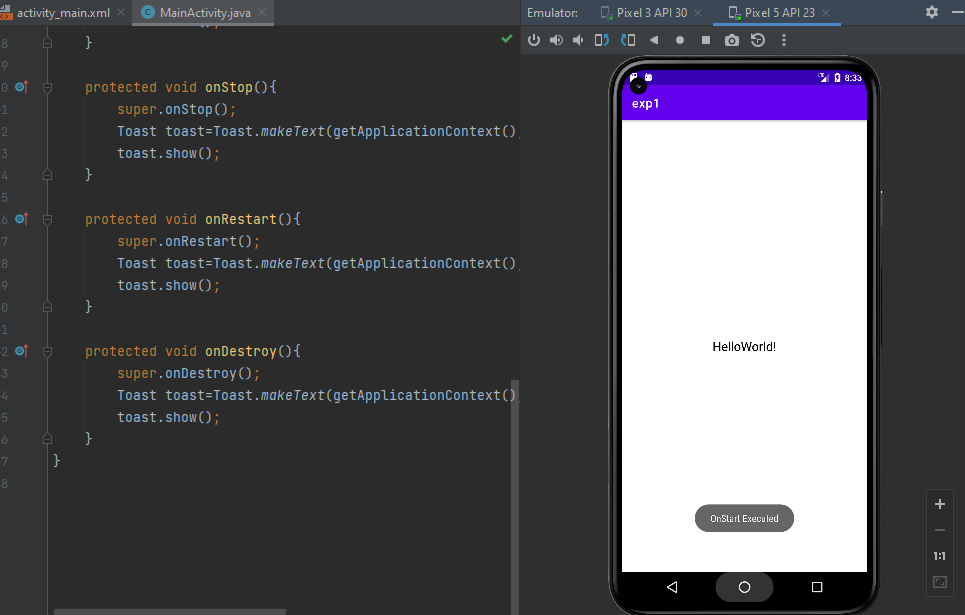 activity_main.xml MainActivity.java Emulator: Pixel 3 API 30 Pixel 5 API 23
8 }
9
0 protected void onStop(){
1 super.onStop();
2 Toast toast=Toast.makeText(getApplicationContext()
3 toast.show();
4 }
5
6 protected void onRestart(){
7 super.onRestart();
8 Toast toast=Toast.makeText(getApplicationContext()
9 toast.show();
0 }
1
2 protected void onDestroy(){
3 super.onDestroy();
4 Toast toast=Toast.makeText(getApplicationContext()
5 toast.show();
6 }
7 }
8
8:33
exp1
HelloWorld!
OnStart Executed
1:1